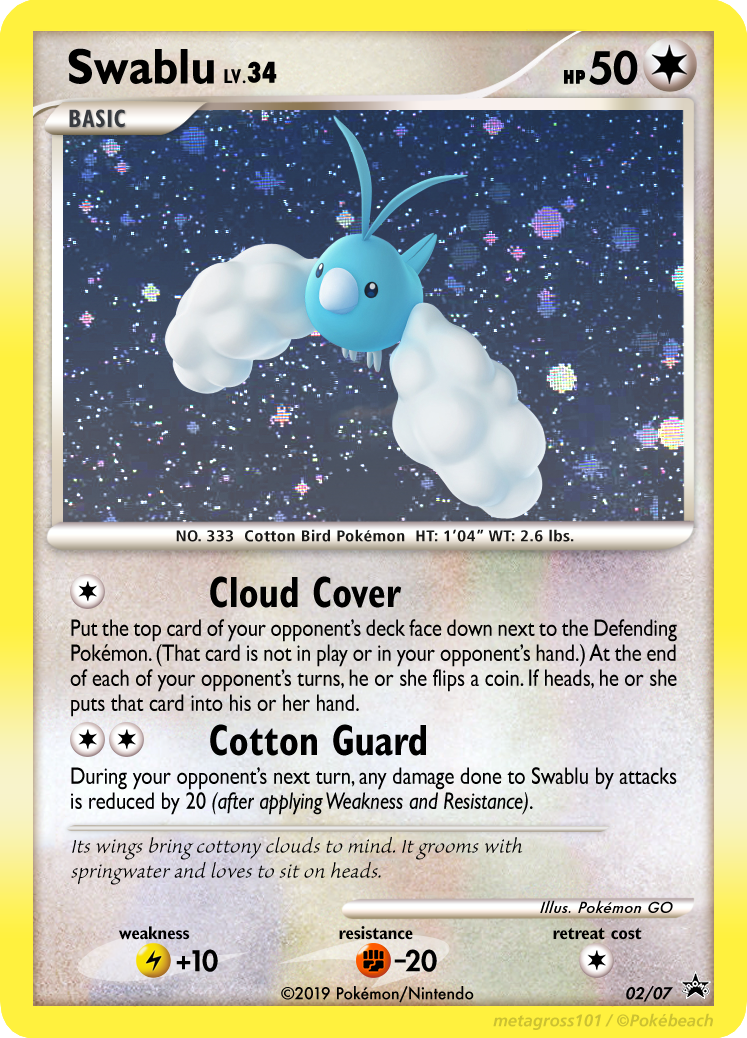 Swablu LV.34 HP 50
BASIC
NO. 333 Cotton Bird Pokémon HT: 1'04" WT: 2.6 lbs.
Cloud Cover
Put the top card of your opponent's deck face down next to the Defending
Pokémon. (That card is not in play or in your opponent's hand.) At the end
of each of your opponent's turns, he or she flips a coin. If heads, he or she
puts that card into his or her hand.
Cotton Guard
During your opponent's next turn, any damage done to Swablu by attacks
is reduced by 20 (after applying Weakness and Resistance).
Its wings bring cottony clouds to mind. It grooms with
springwater and loves to sit on heads.
Illus. Pokémon GO
weakness resistance retreat cost
+10 −20
©2019 Pokémon/Nintendo 02/07
metagross101 / ©Pokébeach